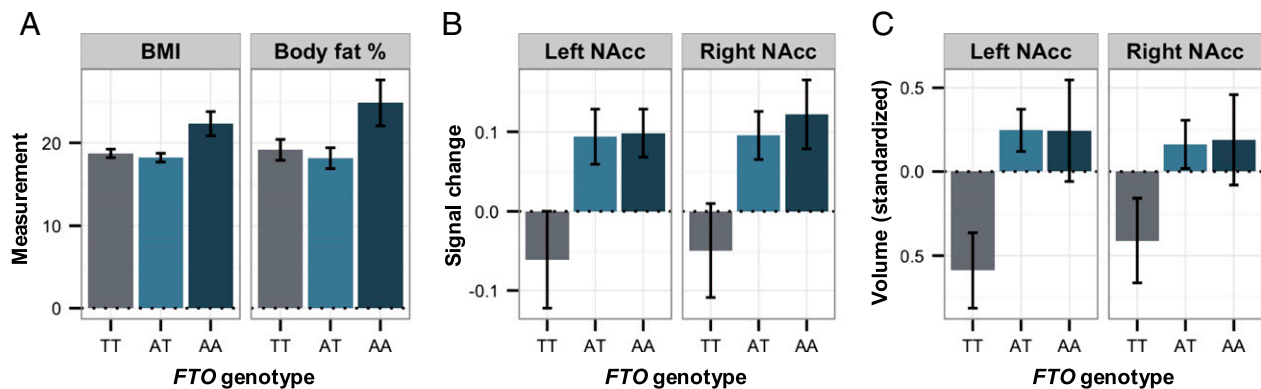 A
BMI
Body fat %
Measurement
20
10
0
TT AT AA
TT AT AA
FTO genotype
B
Left NAcc
Right NAcc
Signal change
0.1
0.0
-0.1
TT AT AA
TT AT AA
FTO genotype
C
Left NAcc
Right NAcc
Volume (standardized)
0.5
0.0
0.5
TT AT AA
TT AT AA
FTO genotype